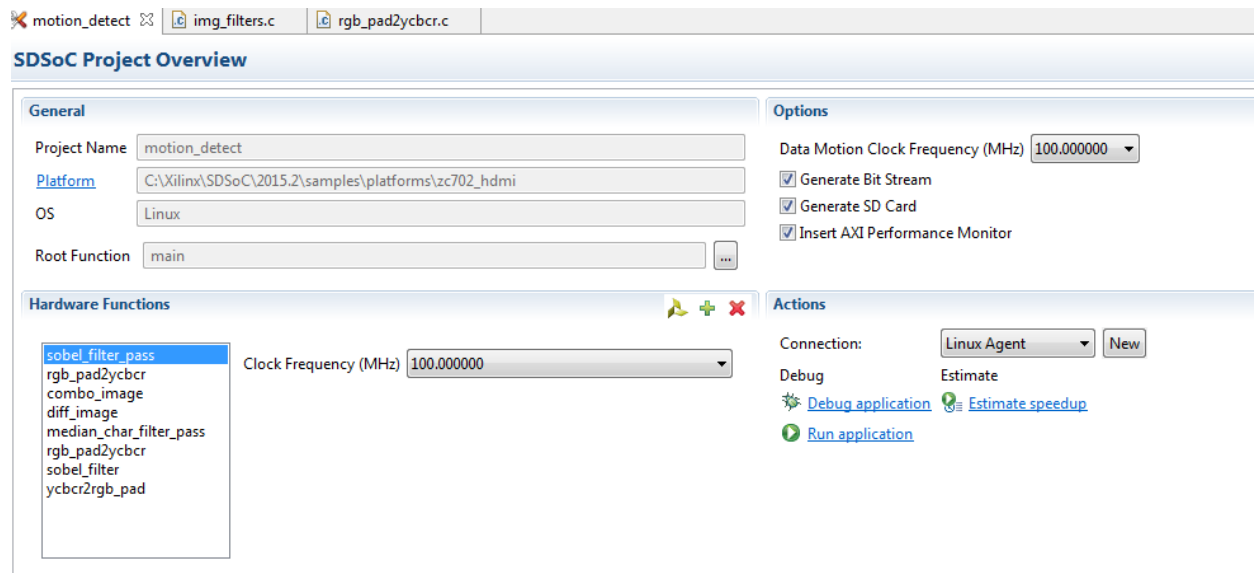 motion_detect img_filters.c rgb_pad2ycbcr.c
SDSoC Project Overview
General
Project Name motion_detect
Platform C:\Xilinx\SDSoC\2015.2\samples\platforms\zc702_hdmi
OS Linux
Root Function main ...
Options
Data Motion Clock Frequency (MHz) 100.000000
Generate Bit Stream
Generate SD Card
Insert AXI Performance Monitor
Hardware Functions
sobel_filter_pass
rgb_pad2ycbcr
combo_image
diff_image
median_char_filter_pass
rgb_pad2ycbcr
sobel_filter
ycbcr2rgb_pad
Clock Frequency (MHz) 100.000000
Actions
Connection: Linux Agent New
Debug Estimate
Debug application Estimate speedup
Run application